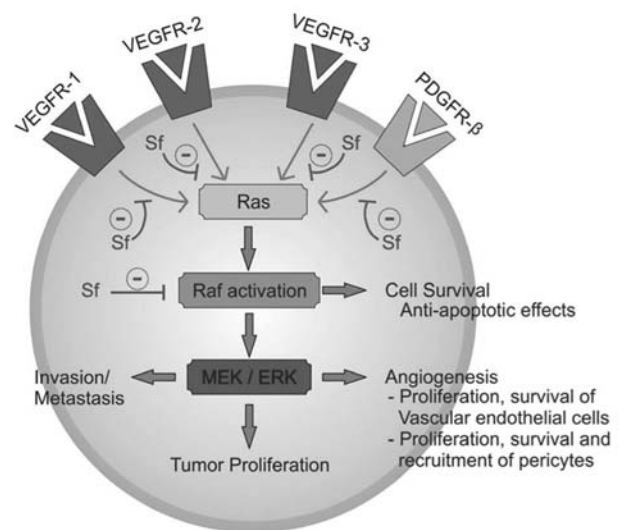 VEGFR-1
VEGFR-2
VEGFR-3
PDGFR-β
Sf
-
Sf
-
Ras
-
Sf
-
Sf
Sf
-
Raf activation
Cell Survival
Anti-apoptotic effects
Invasion/
Metastasis
MEK / ERK
Angiogenesis
- Proliferation, survival of
Vascular endothelial cells
- Proliferation, survival and
recruitment of pericytes
Tumor Proliferation